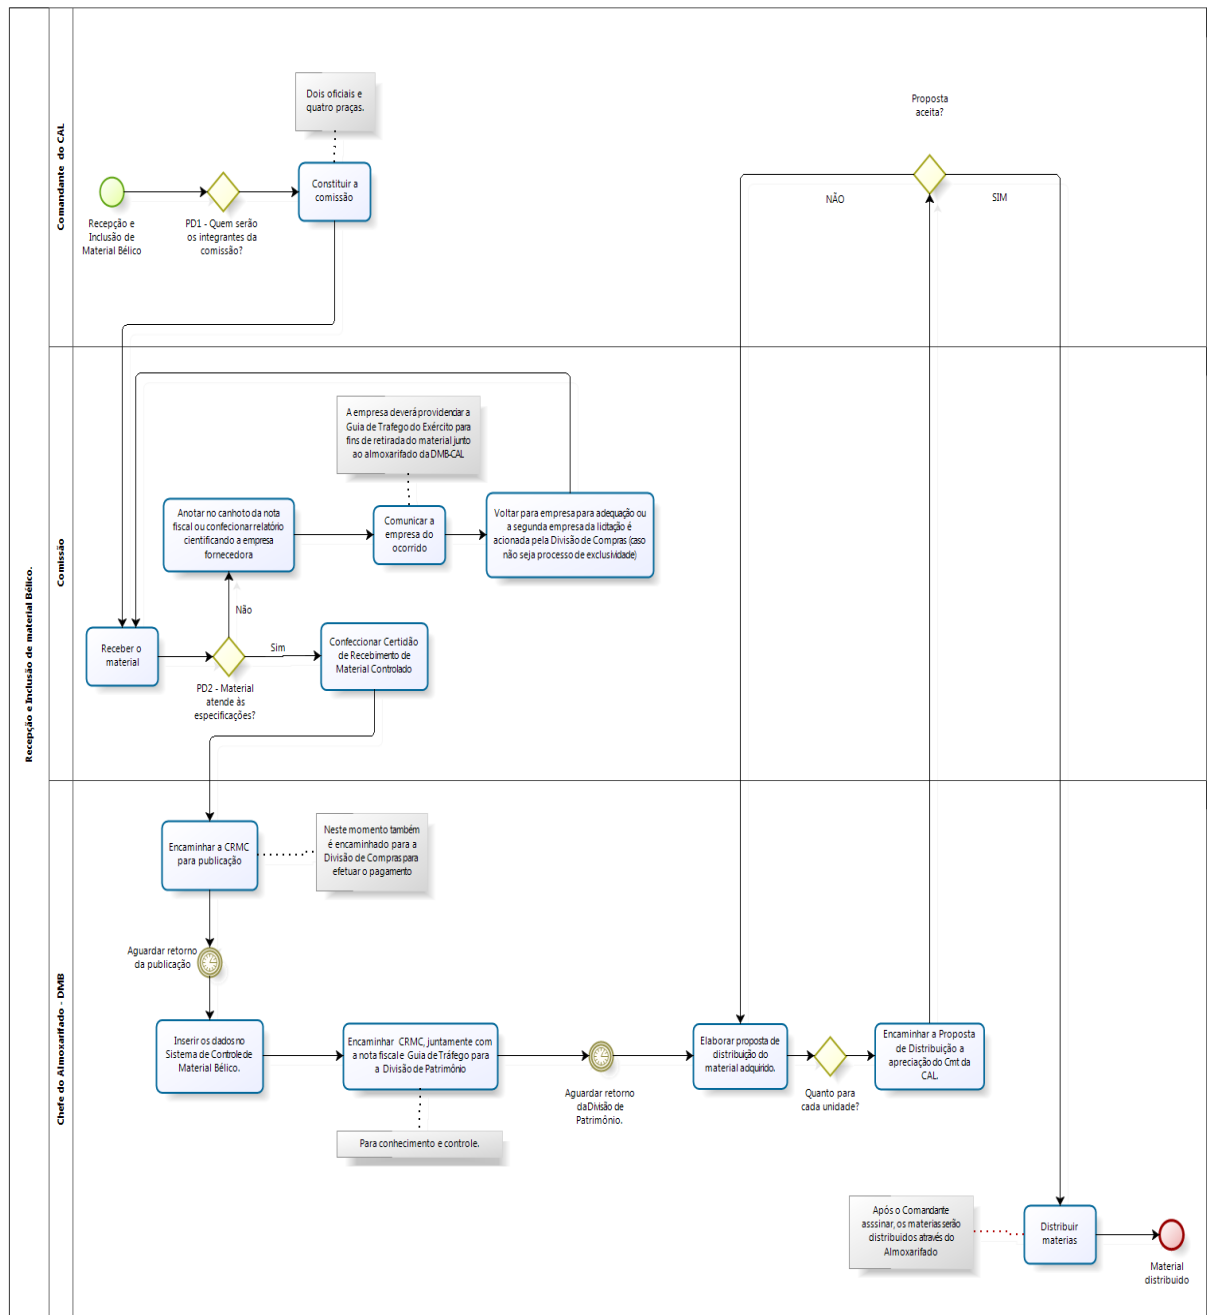 Recepção e Inclusão de material Bélico.
Comandante do CAL
Dois oficiais e
quatro praças.
Recepção e
Inclusão de
Material Bélico
PD1 - Quem serão
os integrantes da
comissão?
Constituir a
comissão
Proposta
aceita?
NÃO
SIM
Comissão
A empresa deverá providenciar a
Guia de Trafego do Exército para
fins de retirada do material junto
ao almoxarifado da DMB-CAL
Anotar no canhoto da nota
fiscal ou confecionar relatório
cientificando a empresa
fornecedora
Comunicar a
empresa do
ocorrido
Voltar para empresa para adequação ou
a segunda empresa da licitação é
acionada pela Divisão de Compras (caso
não seja processo de exclusividade)
Não
Receber o
material
Sim
PD2 - Material
atende às
especificações?
Confeccionar Certidão
de Recebimento de
Material Controlado
Chefe do Almoxarifado - DMB
Encaminhar a CRMC
para publicação
Neste momento também
é encaminhado para a
Divisão de Compras para
efetuar o pagamento
Aguardar retorno
da publicação
Inserir os dados no
Sistema de Controle de
Material Bélico.
Encaminhar CRMC, juntamente com
a nota fiscal e Guia de Tráfego para
a Divisão de Patrimônio
Para conhecimento e controle.
Aguardar retorno
da Divisão de
Patrimônio.
Elaborar proposta de
distribuição do
material adquirido.
Quanto para
cada unidade?
Encaminhar a Proposta
de Distribuição a
apreciação do Cmt da
CAL.
Após o Comandante
asssinar, os materias serão
distribuidos através do
Almoxarifado
Distribuir
materias
Material
distribuido